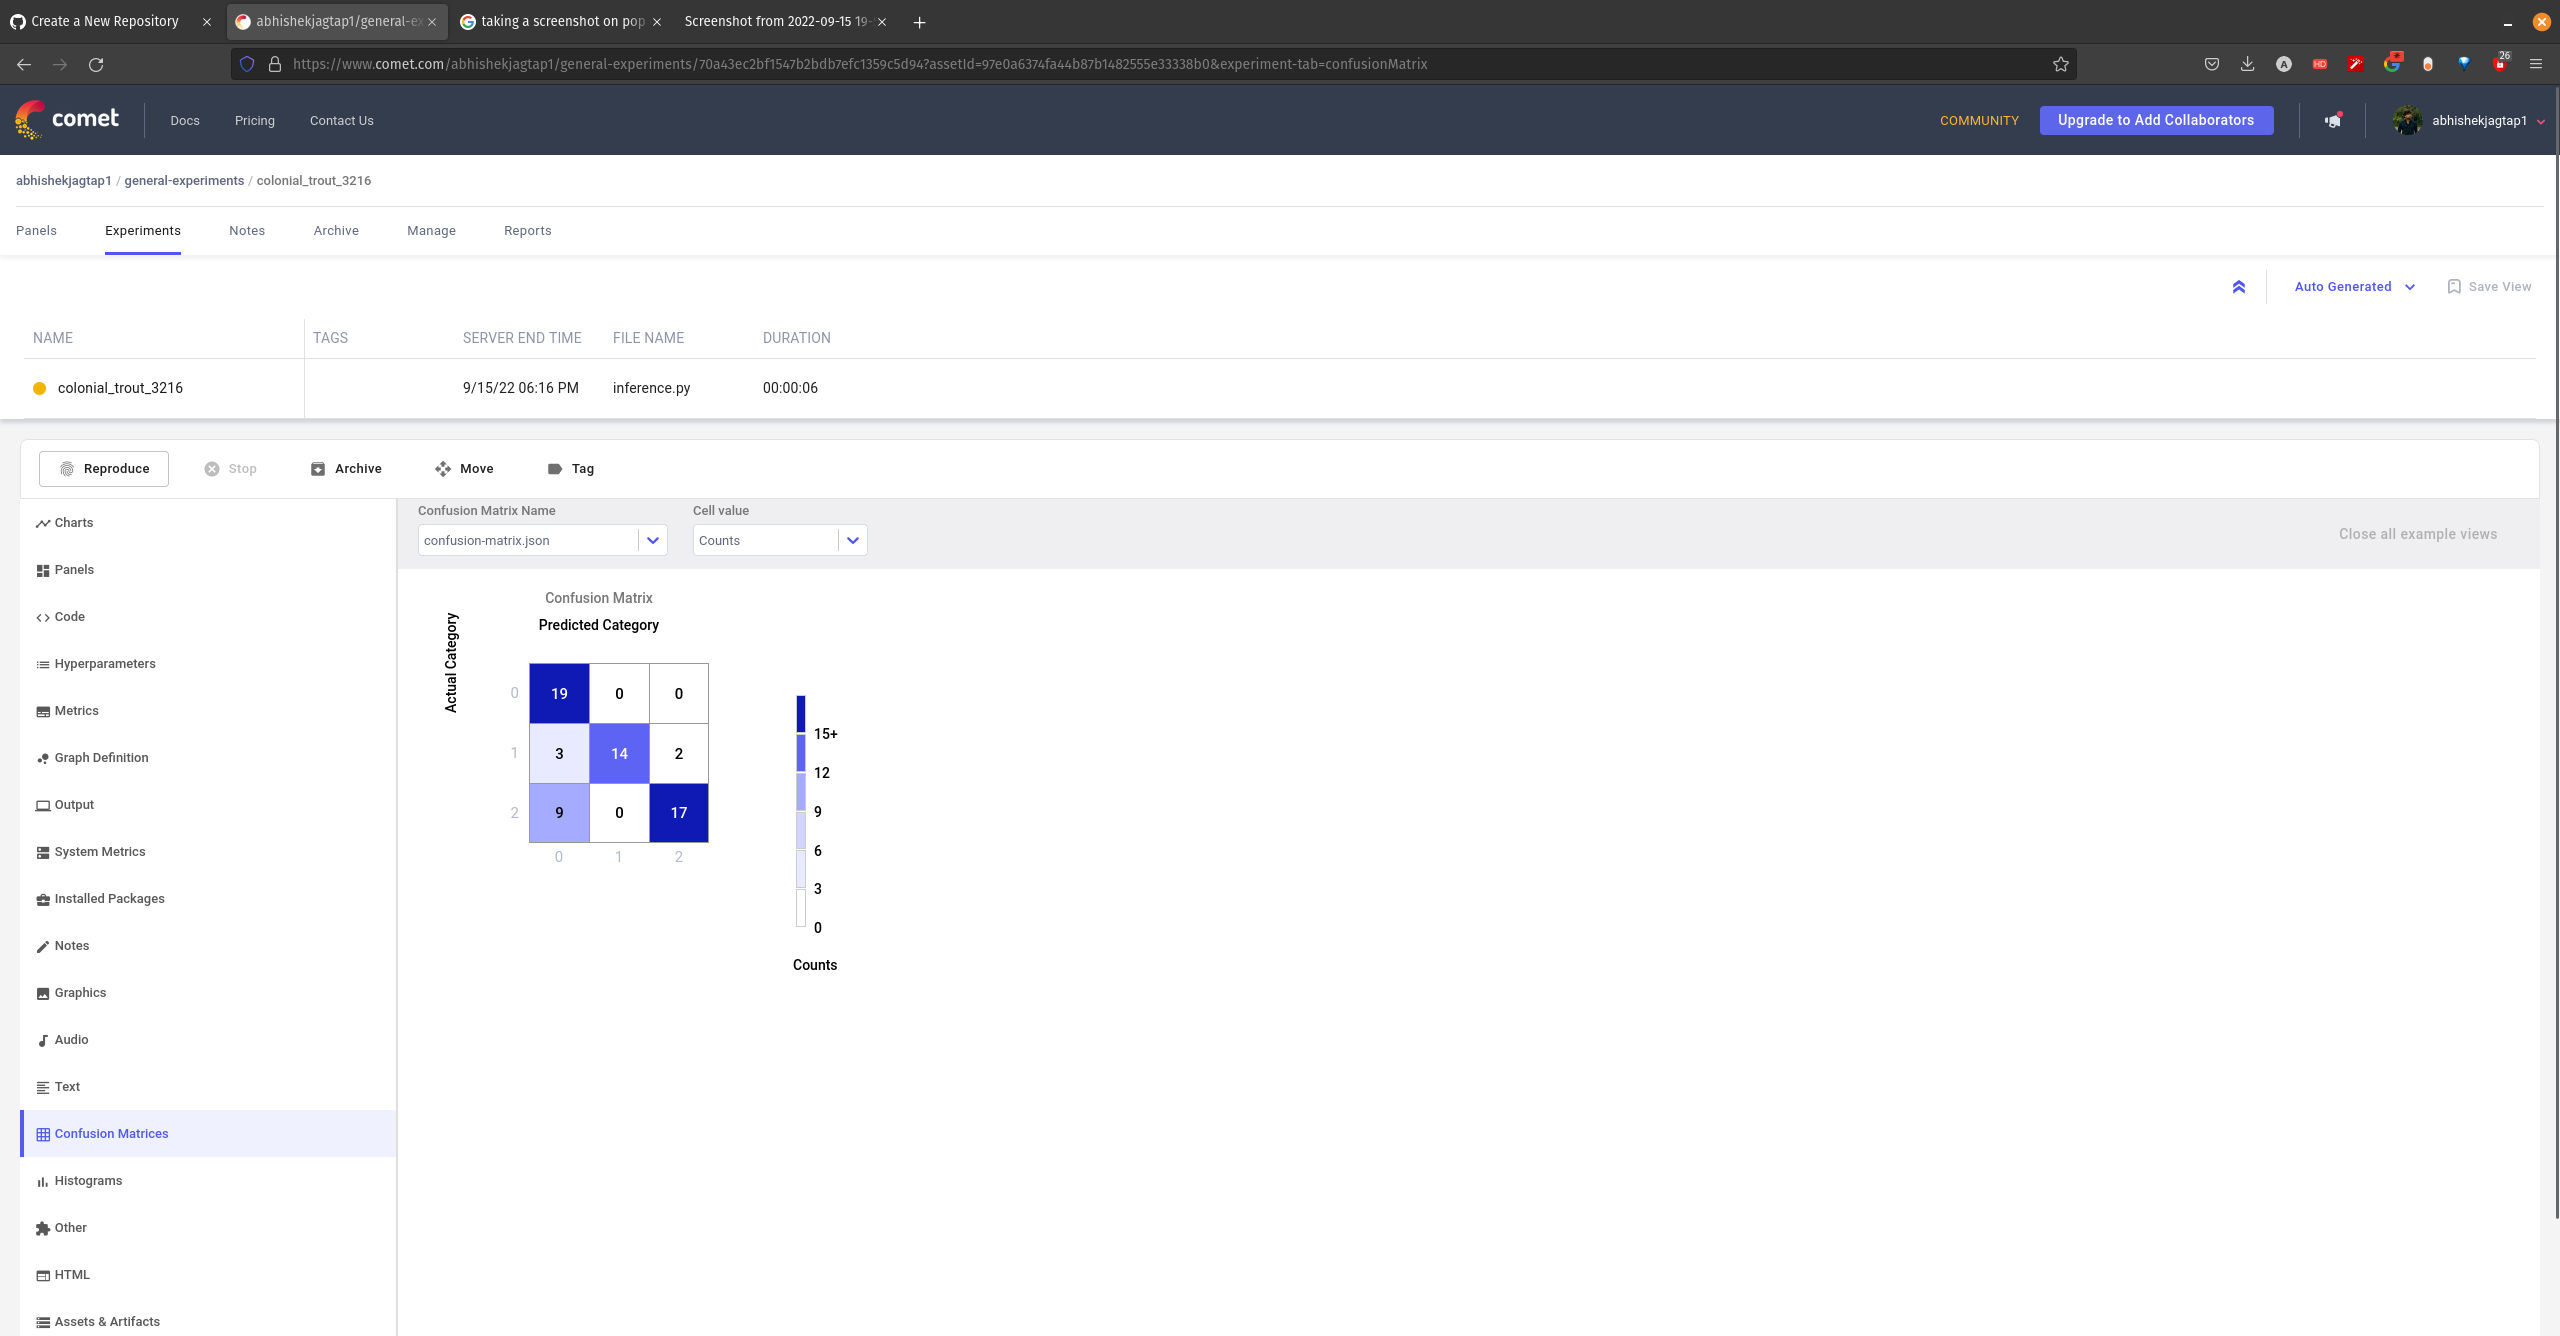 Create a New Repository
abhishekjagtap1/general-ex
taking a screenshot on pop
Screenshot from 2022-09-15 19-
https://www.comet.com/abhishekjagtap1/general-experiments/70a43ec2bf1547b2bdb7efc1359c5d94?assetId=97e0a6374fa44b87b1482555e33338b0&experiment-tab=confusionMatrix
A
HD
26
comet
Docs
Pricing
Contact Us
COMMUNITY
Upgrade to Add Collaborators
abhishekjagtap1
abhishekjagtap1 / general-experiments / colonial_trout_3216
Panels
Experiments
Notes
Archive
Manage
Reports
Auto Generated
Save View
NAME
TAGS
SERVER END TIME
FILE NAME
DURATION
colonial_trout_3216
9/15/22 06:16 PM
inference.py
00:00:06
Reproduce
Stop
Archive
Move
Tag
Charts
Panels
Code
Hyperparameters
Metrics
Graph Definition
Output
System Metrics
Installed Packages
Notes
Graphics
Audio
Text
Confusion Matrices
Histograms
Other
HTML
Assets & Artifacts
Confusion Matrix Name
confusion-matrix.json
Cell value
Counts
Close all example views
Confusion Matrix
Predicted Category
Actual Category
0 19 0 0
1 3 14 2
2 9 0 17
0 1 2
15+
12
9
6
3
0
Counts